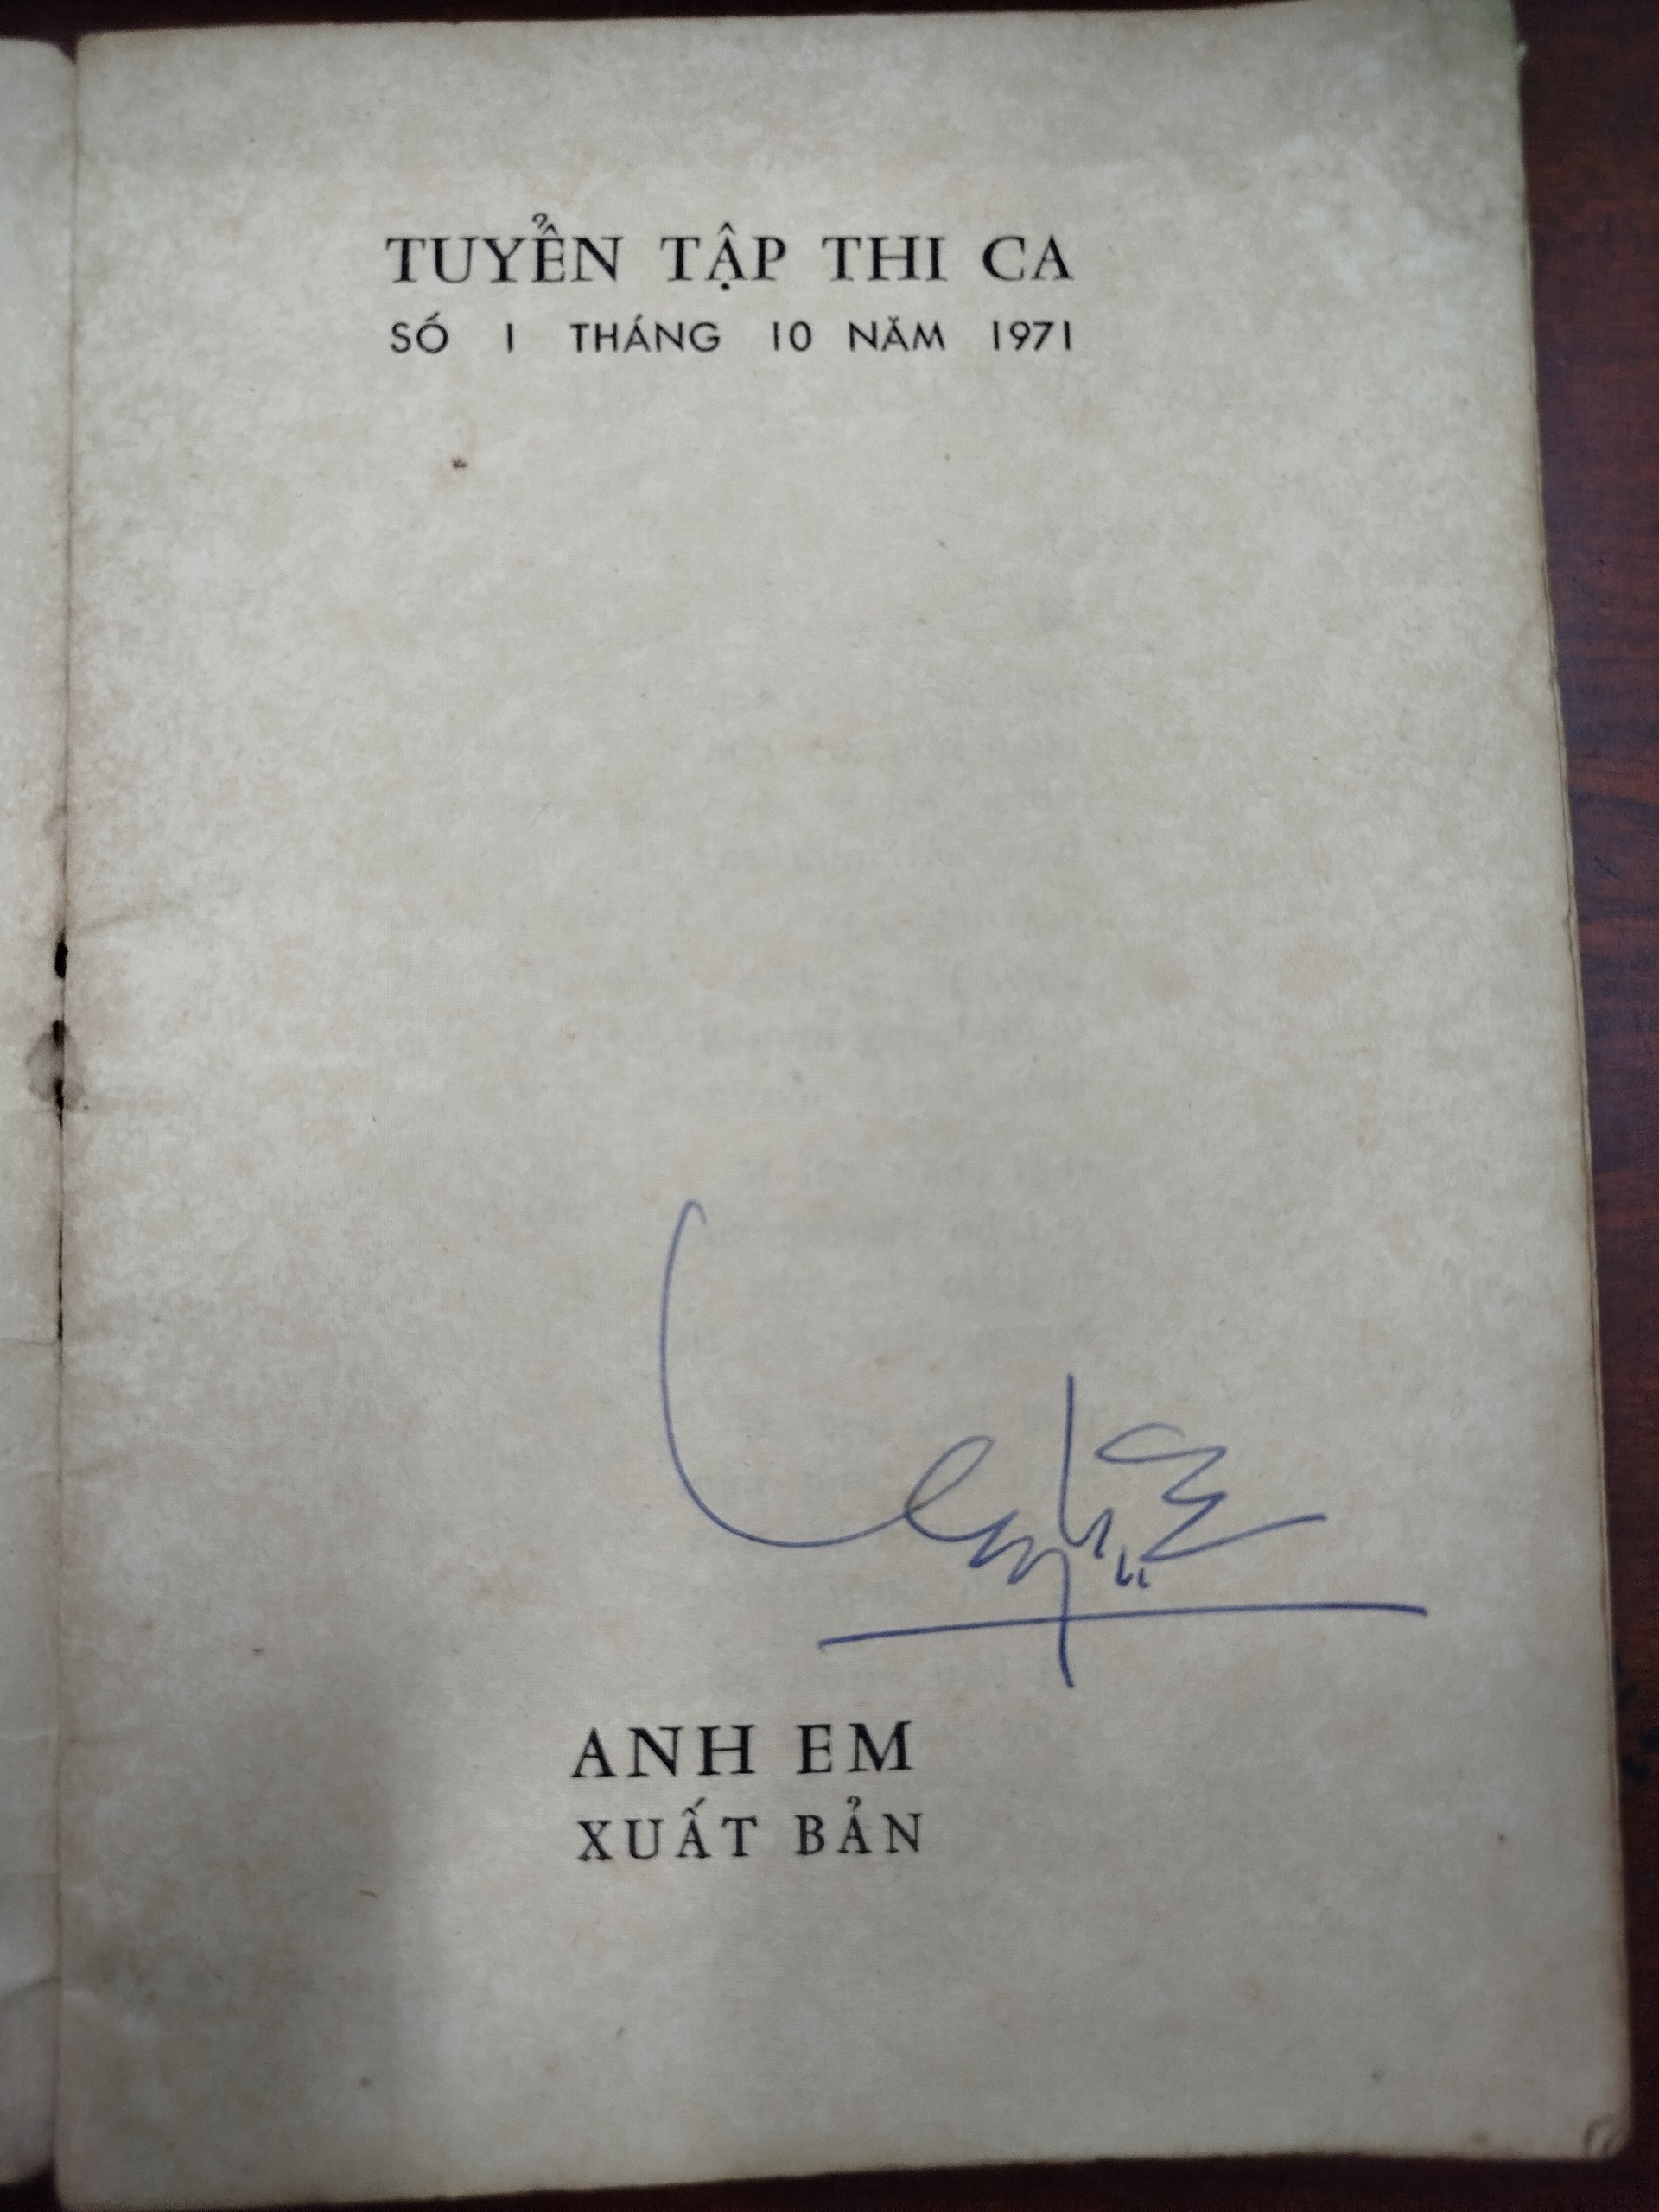 TUYỂN TẬP THI CA
SỐ 1 THÁNG 10 NĂM 1971
ANH EM
XUẤT BẢN